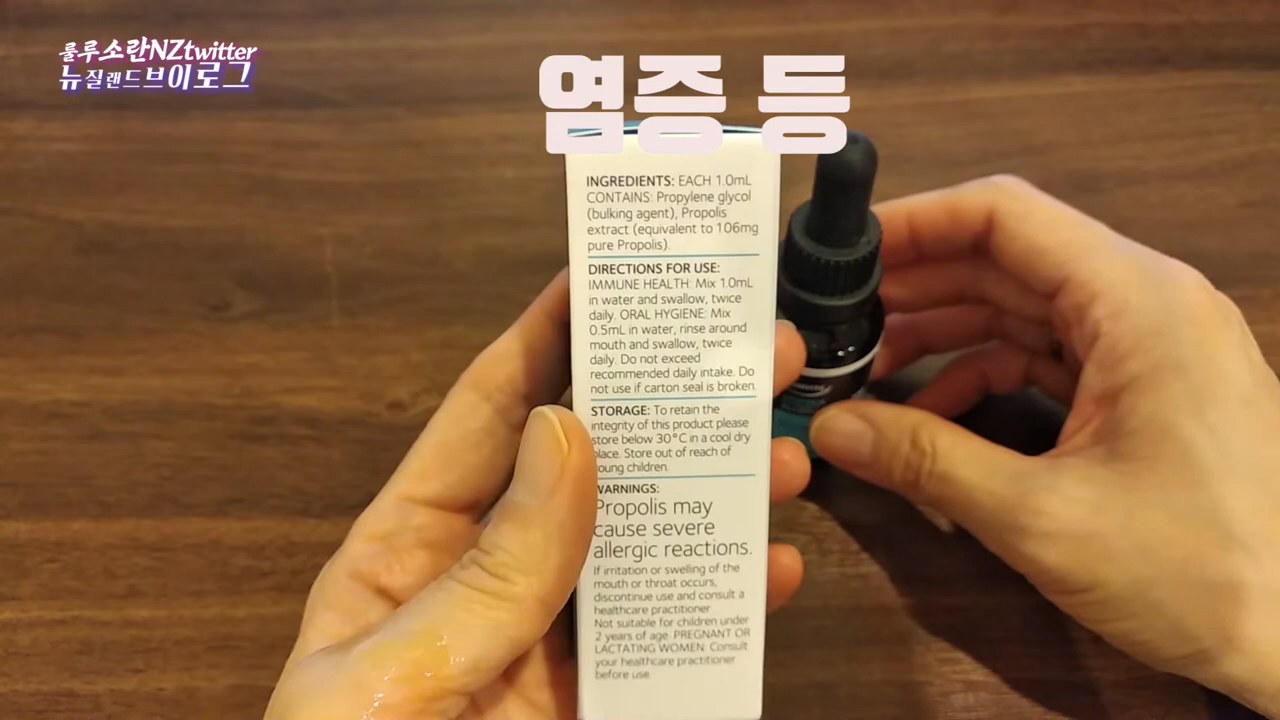 룰루소란NZtwitter
뉴질랜드브이로그
염증 등
INGREDIENTS: EACH 1.0mL
CONTAINS: Propylene glycol
(bulking agent), Propolis
extract (equivalent to 106mg
pure Propolis).
DIRECTIONS FOR USE:
IMMUNE HEALTH: Mix 1.0mL
in water and swallow, twice
daily. ORAL HYGIENE: Mix
0.5mL in water, rinse around
mouth and swallow, twice
daily. Do not exceed
recommended daily intake. Do
not use if carton seal is broken.
STORAGE: To retain the
integrity of this product please
store below 30°C in a cool dry
place. Store out of reach of
young children.
WARNINGS:
Propolis may
cause severe
allergic reactions.
If irritation or swelling of the
mouth or throat occurs,
discontinue use and consult a
healthcare practitioner
Not suitable for children under
2 years of age. PREGNANT OR
LACTATING WOMEN: Consult
your healthcare practitioner
before use